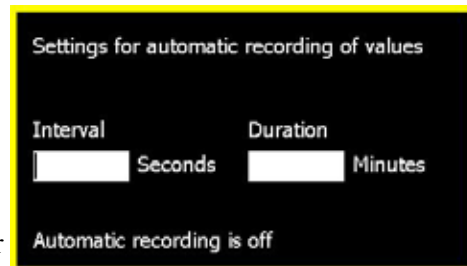 Settings for automatic recording of values
Interval Duration
Seconds Minutes
Automatic recording is off